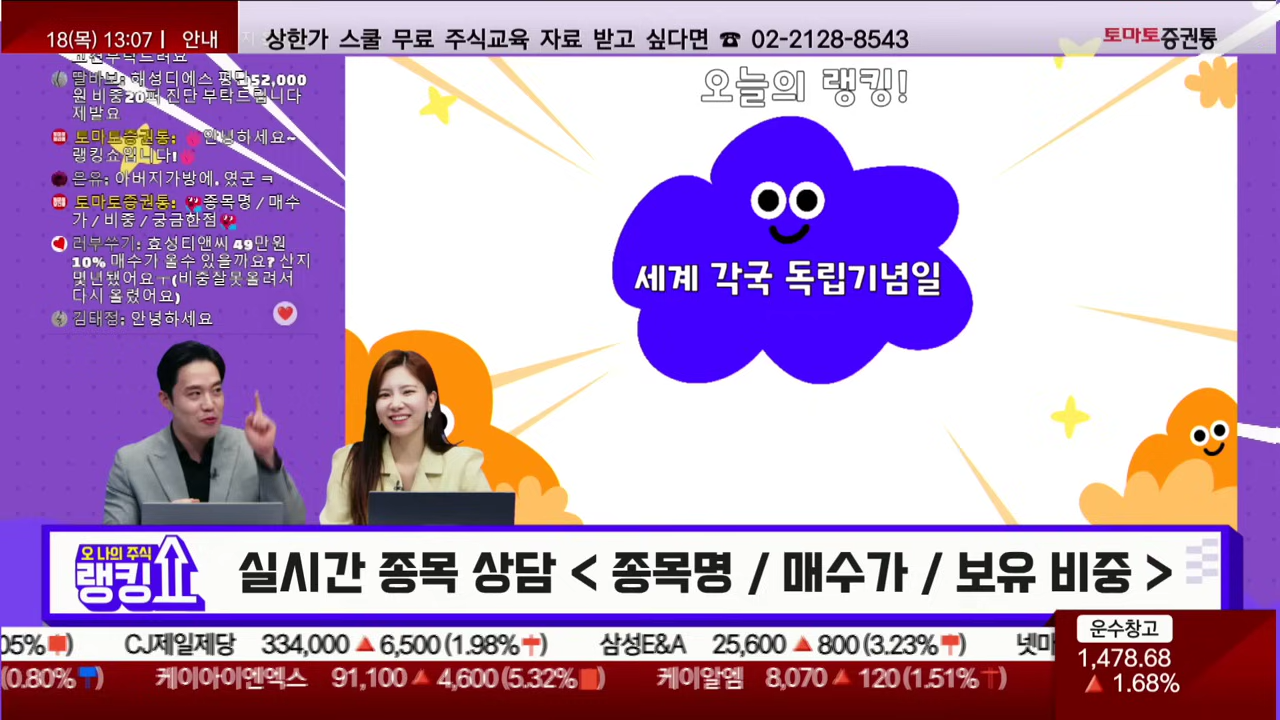 18(목) 13:07 | 안내
상한가 스쿨 무료 주식교육 자료 받고 싶다면 ☎ 02-2128-8543
토마토증권통
딸바보: 해성디에스 평단52,000
원 비중20퍼 진단 부탁드립니다
제발요
토마토증권통: 안녕하세요~
랭킹쇼입니다!
은유: 아버지가방에. 였군 ㅋ
토마토증권통: 종목명 / 매수
가 / 비중 / 궁금한점
러부쑤기: 효성티앤씨 49만원
10% 매수가 올수 있을까요? 산지
몇년됐어요ㅜ(비중잘못올려서
다시 올렸어요)
김태점: 안녕하세요
오늘의 랭킹!
세계 각국 독립기념일
오 나의 주식
랭킹쇼
실시간 종목 상담 < 종목명 / 매수가 / 보유 비중 >
05% CJ제일제당 334,000 ▲ 6,500 (1.98%) 삼성E&A 25,600 ▲ 800 (3.23%) 넷마
(0.80%) 케이아이엔엑스 91,100 ▲ 4,600 (5.32%) 케이알엠 8,070 ▲ 120 (1.51%)
운수창고
1,478.68
▲ 1.68%